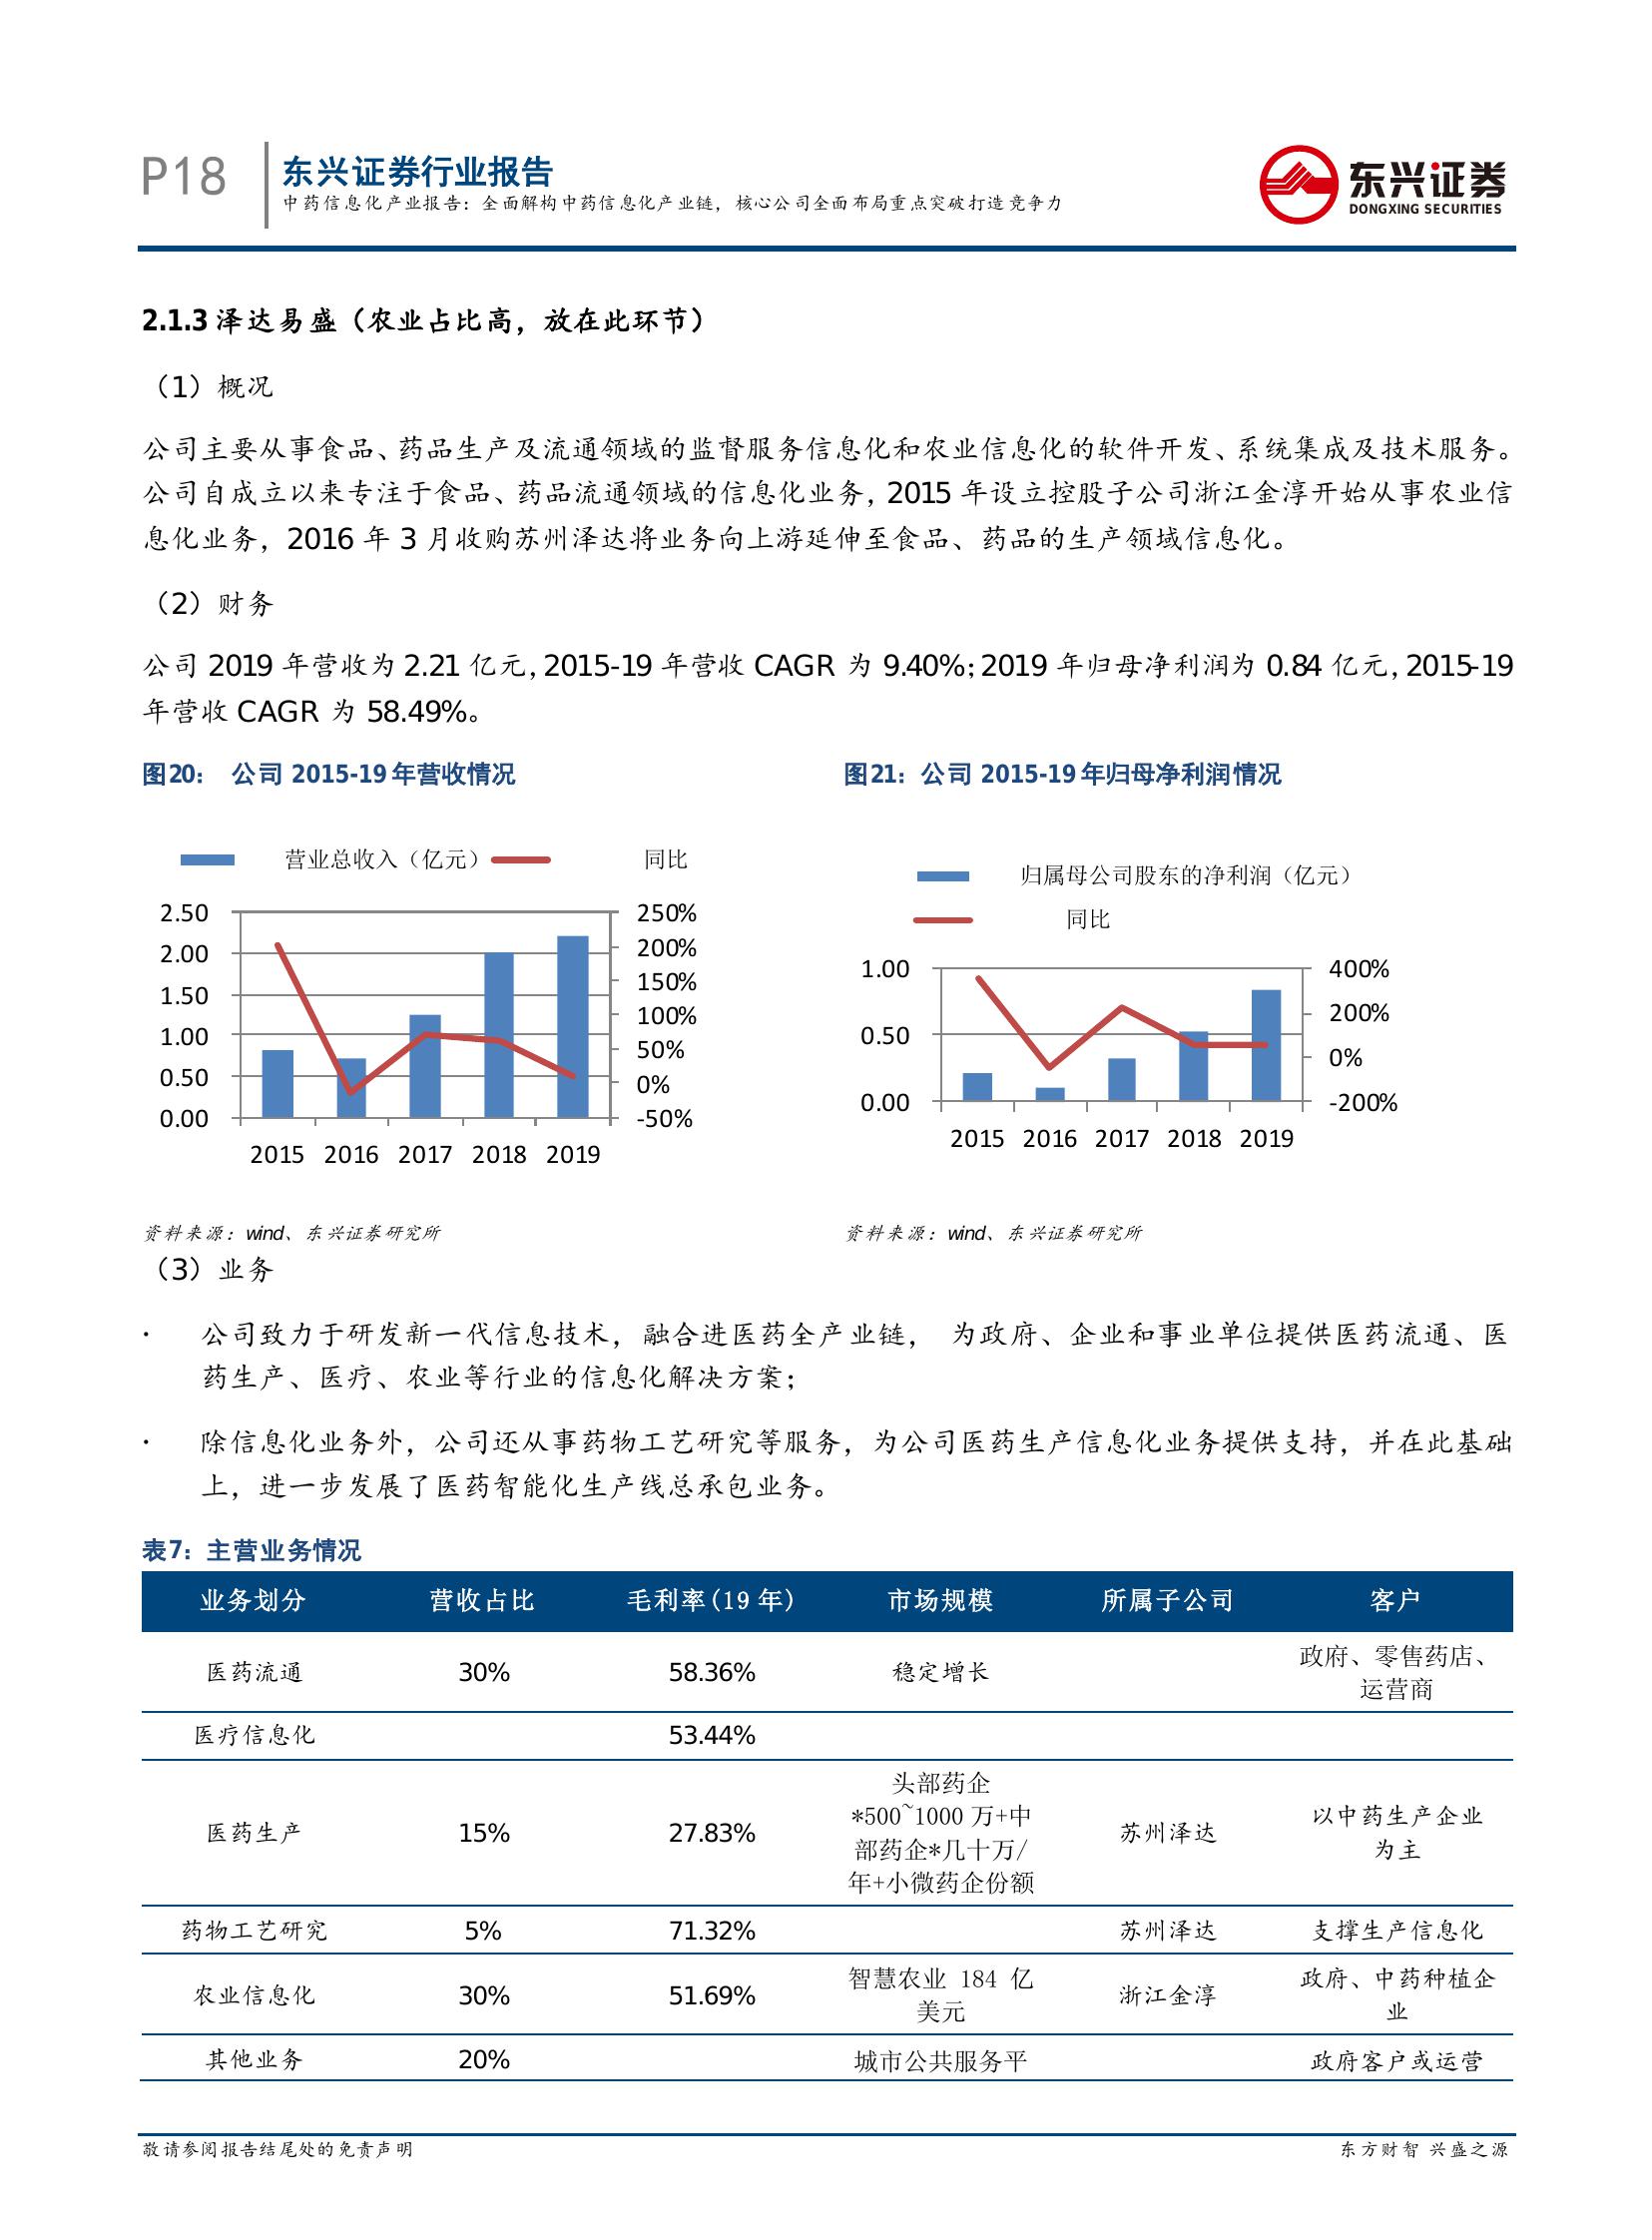 P18
东兴证券行业报告
中药信息化产业报告：全面解构中药信息化产业链，核心公司全面布局重点突破打造竞争力
东兴证券
DONGXING SECURITIES
2.1.3 泽达易盛（农业占比高，放在此环节）
（1）概况
公司主要从事食品、药品生产及流通领域的监督服务信息化和农业信息化的软件开发、系统集成及技术服务。
公司自成立以来专注于食品、药品流通领域的信息化业务，2015 年设立控股子公司浙江金淳开始从事农业信
息化业务，2016 年 3 月收购苏州泽达将业务向上游延伸至食品、药品的生产领域信息化。
（2）财务
公司 2019 年营收为 2.21 亿元，2015-19 年营收 CAGR 为 9.40%；2019 年归母净利润为 0.84 亿元，2015-19
年营收 CAGR 为 58.49%。
图20： 公司 2015-19 年营收情况
营业总收入（亿元） 同比
2.50 250%
2.00 200%
1.50 150%
1.00 100%
0.50 50%
0.00 0%
-50%
2015 2016 2017 2018 2019
资料来源：wind、东兴证券研究所
图21：公司 2015-19 年归母净利润情况
归属母公司股东的净利润（亿元）
同比
1.00 400%
0.50 200%
0.00 0%
-200%
2015 2016 2017 2018 2019
资料来源：wind、东兴证券研究所
（3）业务
· 公司致力于研发新一代信息技术，融合进医药全产业链， 为政府、企业和事业单位提供医药流通、医
药生产、医疗、农业等行业的信息化解决方案；
· 除信息化业务外，公司还从事药物工艺研究等服务，为公司医药生产信息化业务提供支持，并在此基础
上，进一步发展了医药智能化生产线总承包业务。
表7：主营业务情况
业务划分 营收占比 毛利率(19 年) 市场规模 所属子公司 客户
医药流通 30% 58.36% 稳定增长 政府、零售药店、
运营商
医疗信息化 53.44%
医药生产 15% 27.83% 头部药企
*500~1000 万+中
部药企*几十万/
年+小微药企份额
苏州泽达 以中药生产企业
为主
药物工艺研究 5% 71.32% 苏州泽达 支撑生产信息化
农业信息化 30% 51.69% 智慧农业 184 亿
美元
浙江金淳 政府、中药种植企
业
其他业务 20% 城市公共服务平 政府客户或运营
敬请参阅报告结尾处的免责声明
东方财智 兴盛之源